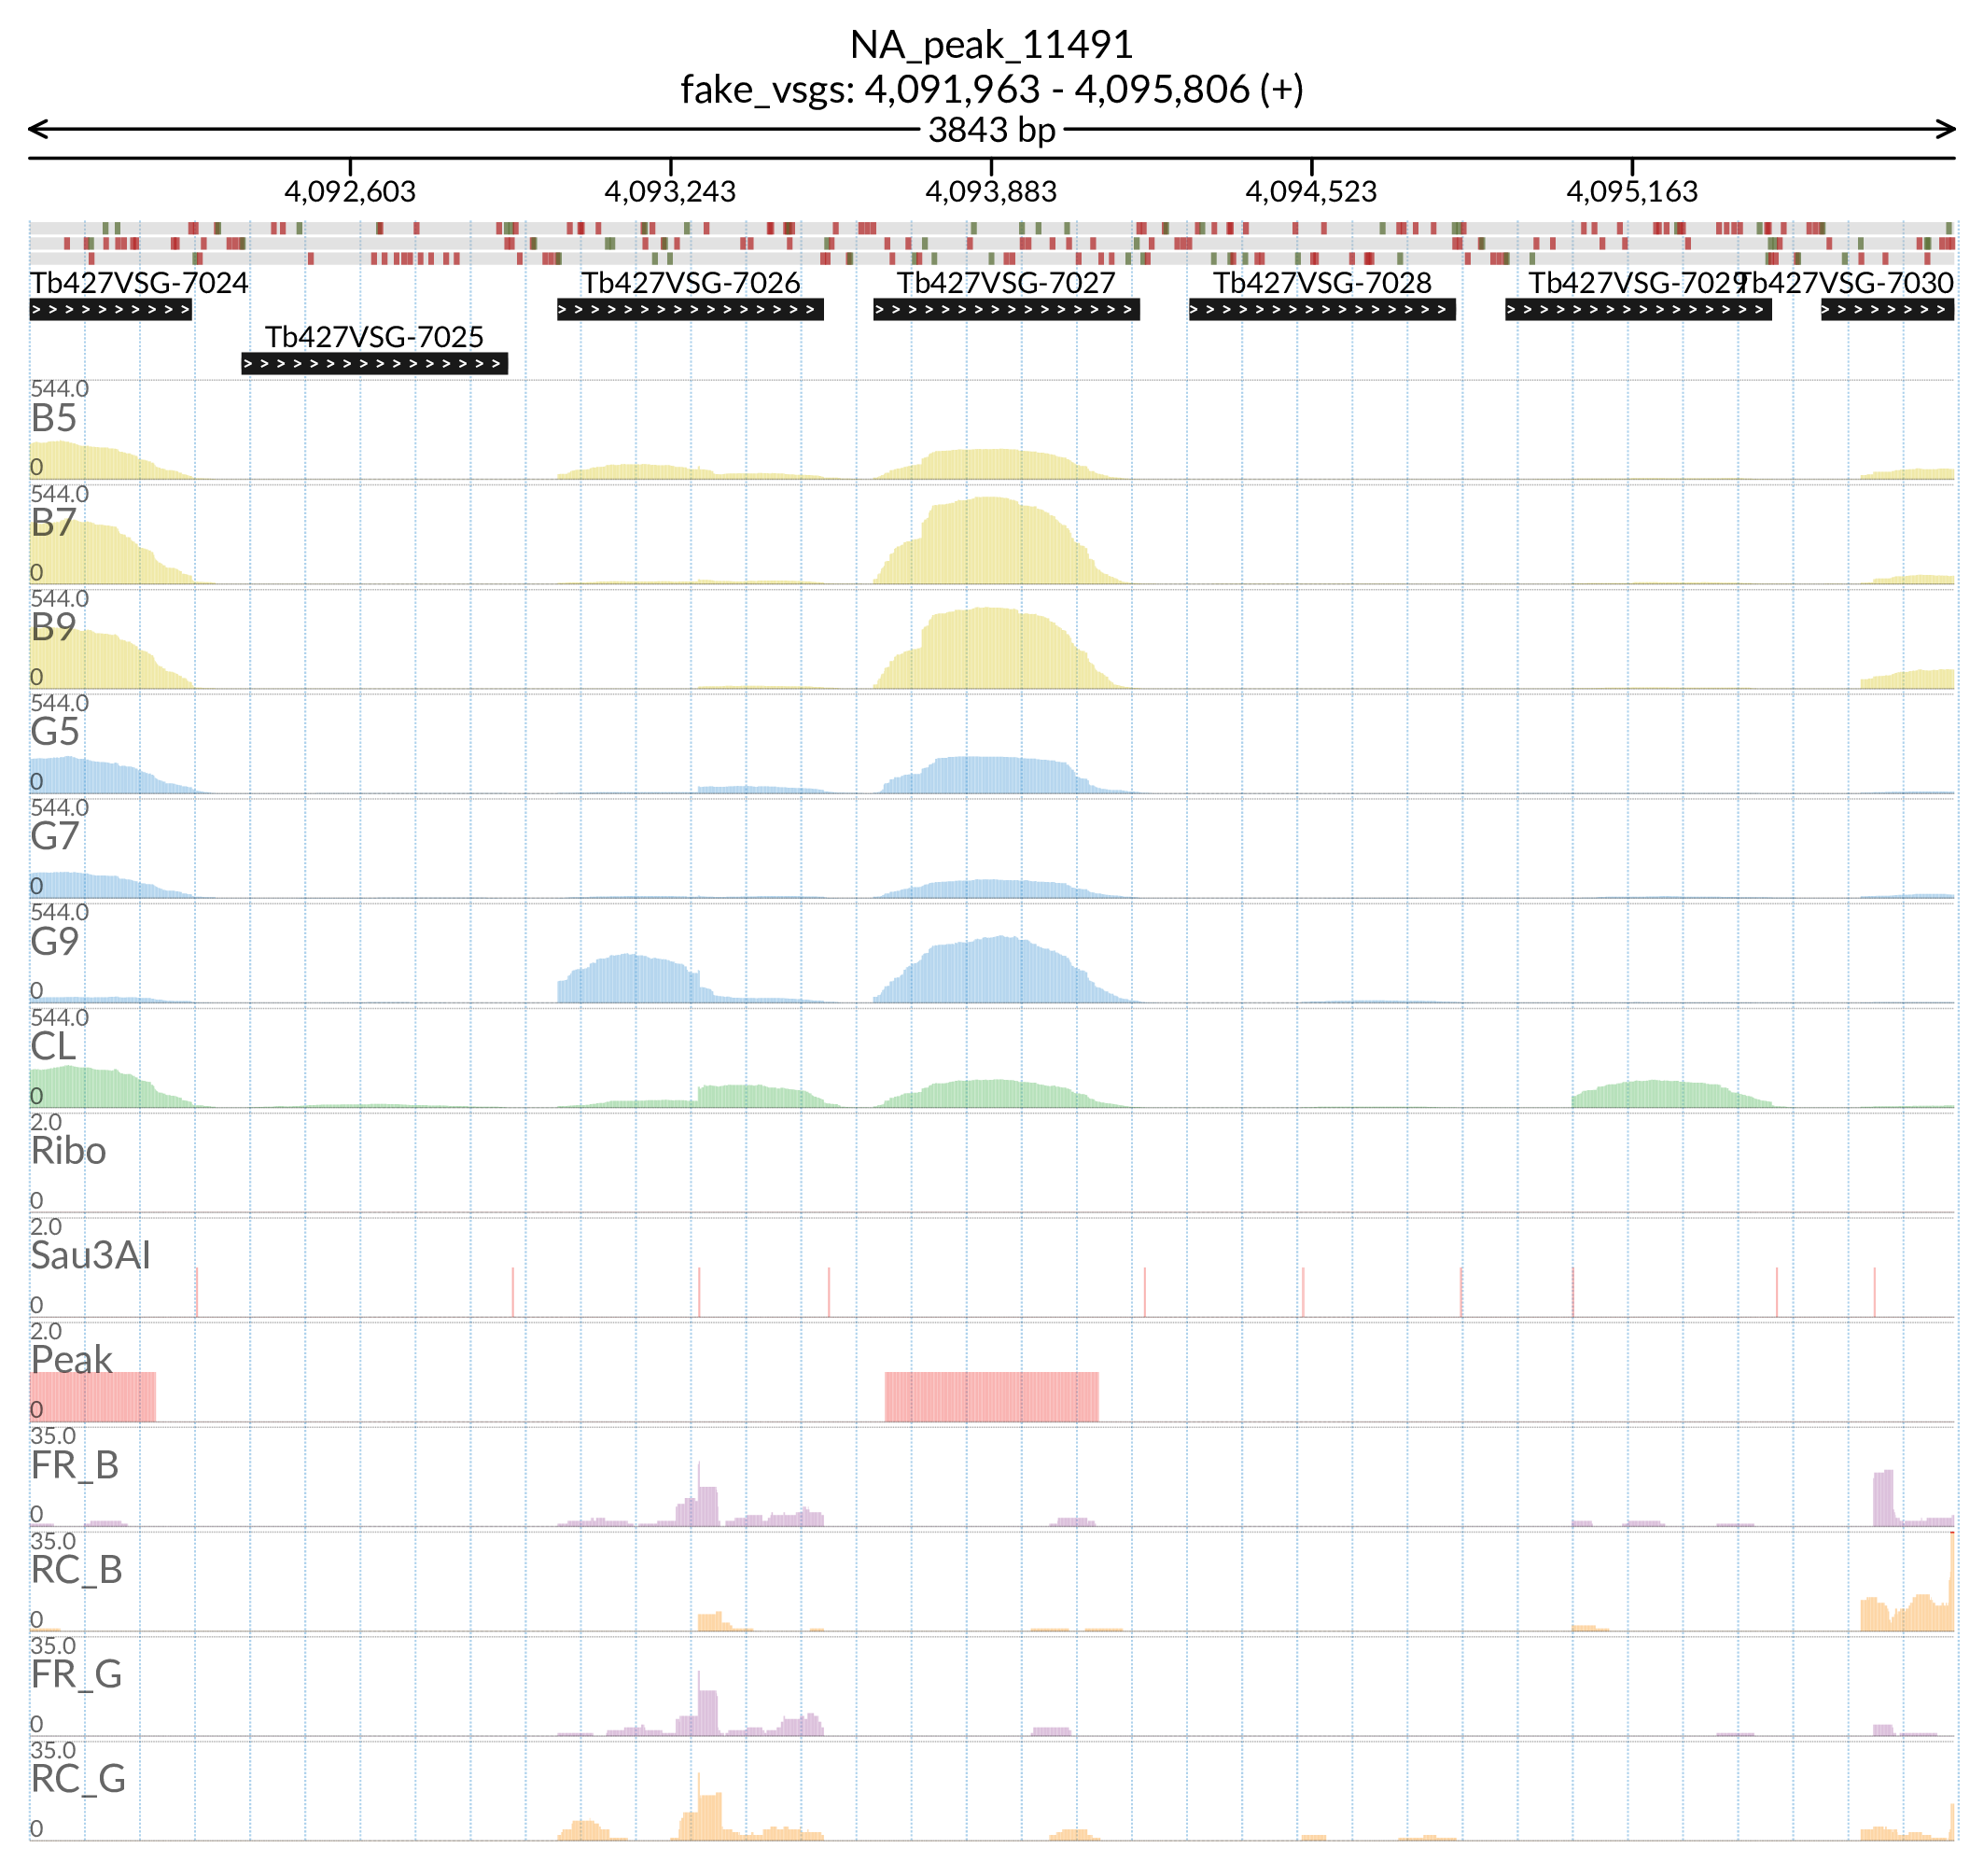 NA_peak_11491
fake_vsgs: 4,091,963 - 4,095,806 (+)
3843 bp
4,092,603 4,093,243 4,093,883 4,094,523 4,095,163
Tb427VSG-7024 Tb427VSG-7026 Tb427VSG-7027 Tb427VSG-7028 Tb427VSG-7029 Tb427VSG-7030
Tb427VSG-7025
544.0
B5
0
544.0
B7
0
544.0
B9
0
544.0
G5
0
544.0
G7
0
544.0
G9
0
544.0
CL
0
2.0
Ribo
0
2.0
Sau3AI
0
2.0
Peak
0
35.0
FR_B
0
35.0
RC_B
0
35.0
FR_G
0
35.0
RC_G
0